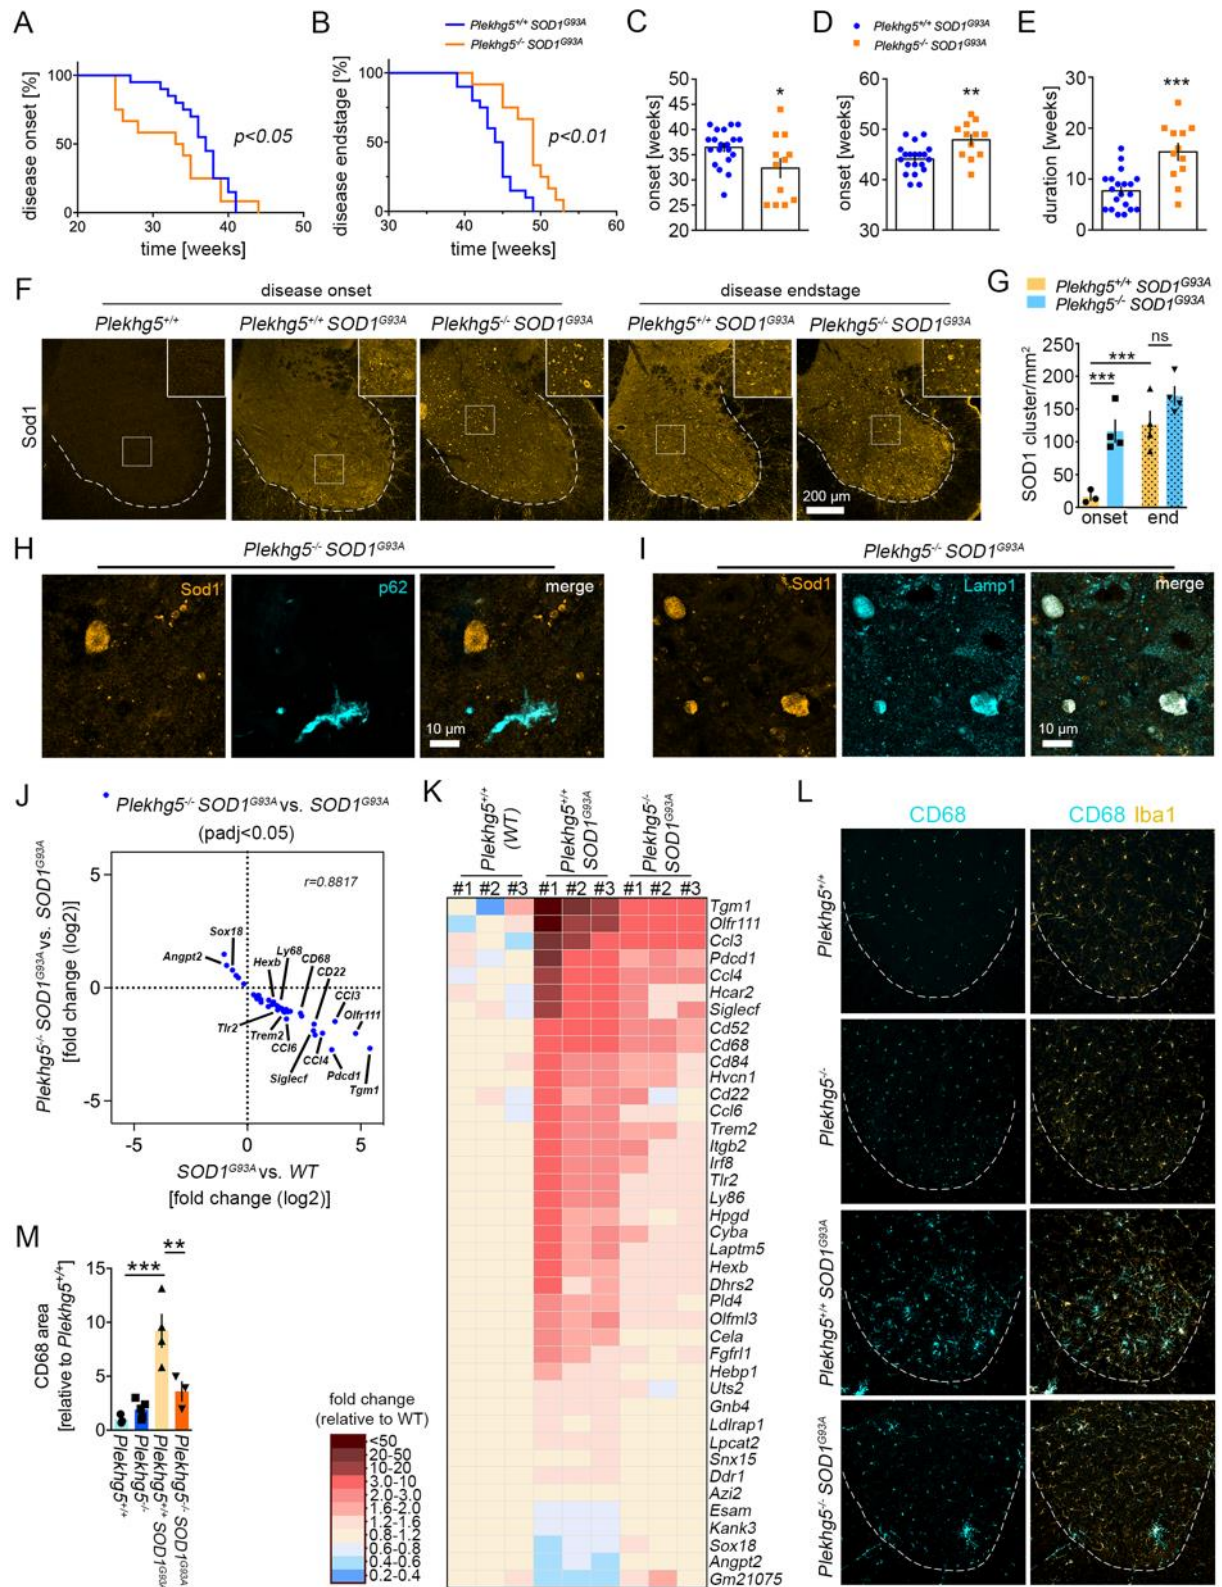 A
disease onset [%]
100
50
0
p<0.05
20 30 40 50
time [weeks]
B
Plekhg5+/+ SOD1G93A
Plekhg5-/- SOD1G93A
disease endstage [%]
100
50
0
p<0.01
30 40 50 60
time [weeks]
C
onset [weeks]
50
45
40
35
30
25
20
*
D
Plekhg5+/+ SOD1G93A
Plekhg5-/- SOD1G93A
onset [weeks]
60
50
40
30
**
E
duration [weeks]
30
20
10
0
***
F
disease onset
disease endstage
Plekhg5+/+
Plekhg5+/+ SOD1G93A
Plekhg5-/- SOD1G93A
Plekhg5+/+ SOD1G93A
Plekhg5-/- SOD1G93A
Sod1
200 µm
G
Plekhg5+/+ SOD1G93A
Plekhg5-/- SOD1G93A
SOD1 cluster/mm2
250
200
150
100
50
0
ns
***
***
onset end
H
Plekhg5-/- SOD1G93A
Sod1
p62
merge
10 µm
I
Plekhg5-/- SOD1G93A
Sod1
Lamp1
merge
10 µm
J
Plekhg5-/- SOD1G93A vs. SOD1G93A
(padj<0.05)
Plekhg5-/- SOD1G93A vs. SOD1G93A
[fold change (log2)]
5
0
-5
r=0.8817
Sox18
Angpt2
Hexb
Ly68
CD68
CD22
CCl3
Olfr111
Tlr2
Trem2
CCl6
Siglecf
CCl4
Pdcd1
Tgm1
-5 0 5
SOD1G93A vs. WT
[fold change (log2)]
K
Plekhg5+/+
(WT)
Plekhg5+/+
SOD1G93A
Plekhg5-/-
SOD1G93A
#1 #2 #3 #1 #2 #3 #1 #2 #3
Tgm1
Olfr111
Ccl3
Pdcd1
Ccl4
Hcar2
Siglecf
Cd52
Cd68
Cd84
Hvcn1
Cd22
Ccl6
Trem2
Itgb2
Irf8
Tlr2
Ly86
Hpgd
Cyba
Laptm5
Hexb
Dhrs2
Pld4
Olfml3
Cela
Fgfrl1
Hebp1
Uts2
Gnb4
Ldlrap1
Lpcat2
Snx15
Ddr1
Azi2
Esam
Kank3
Sox18
Angpt2
Gm21075
fold change
(relative to WT)
<50
20-50
10-20
3.0-10
2.0-3.0
1.6-2.0
1.2-1.6
0.8-1.2
0.6-0.8
0.4-0.6
0.2-0.4
L
CD68
CD68 Iba1
Plekhg5+/+
Plekhg5-/-
Plekhg5+/+ SOD1G93A
Plekhg5-/- SOD1G93A
M
CD68 area
[relative to Plekhg5+/+]
15
10
5
0
***
**
Plekhg5+/+
Plekhg5-/-
Plekhg5+/+ SOD1G93A
Plekhg5-/- SOD1G93A